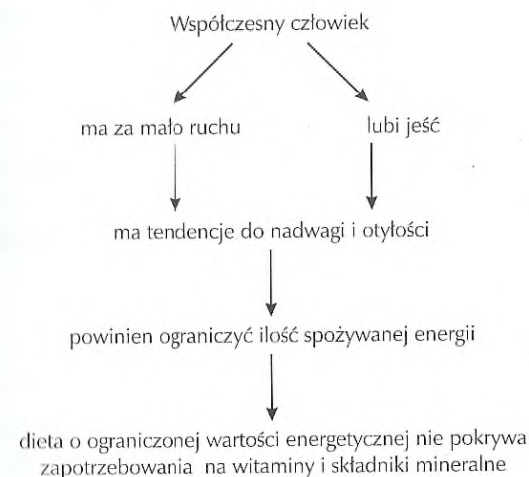 Współczesny człowiek
ma za mało ruchu
lubi jeść
ma tendencje do nadwagi i otyłości
powinien ograniczyć ilość spożywanej energii
dieta o ograniczonej wartości energetycznej nie pokrywa
zapotrzebowania na witaminy i składniki mineralne